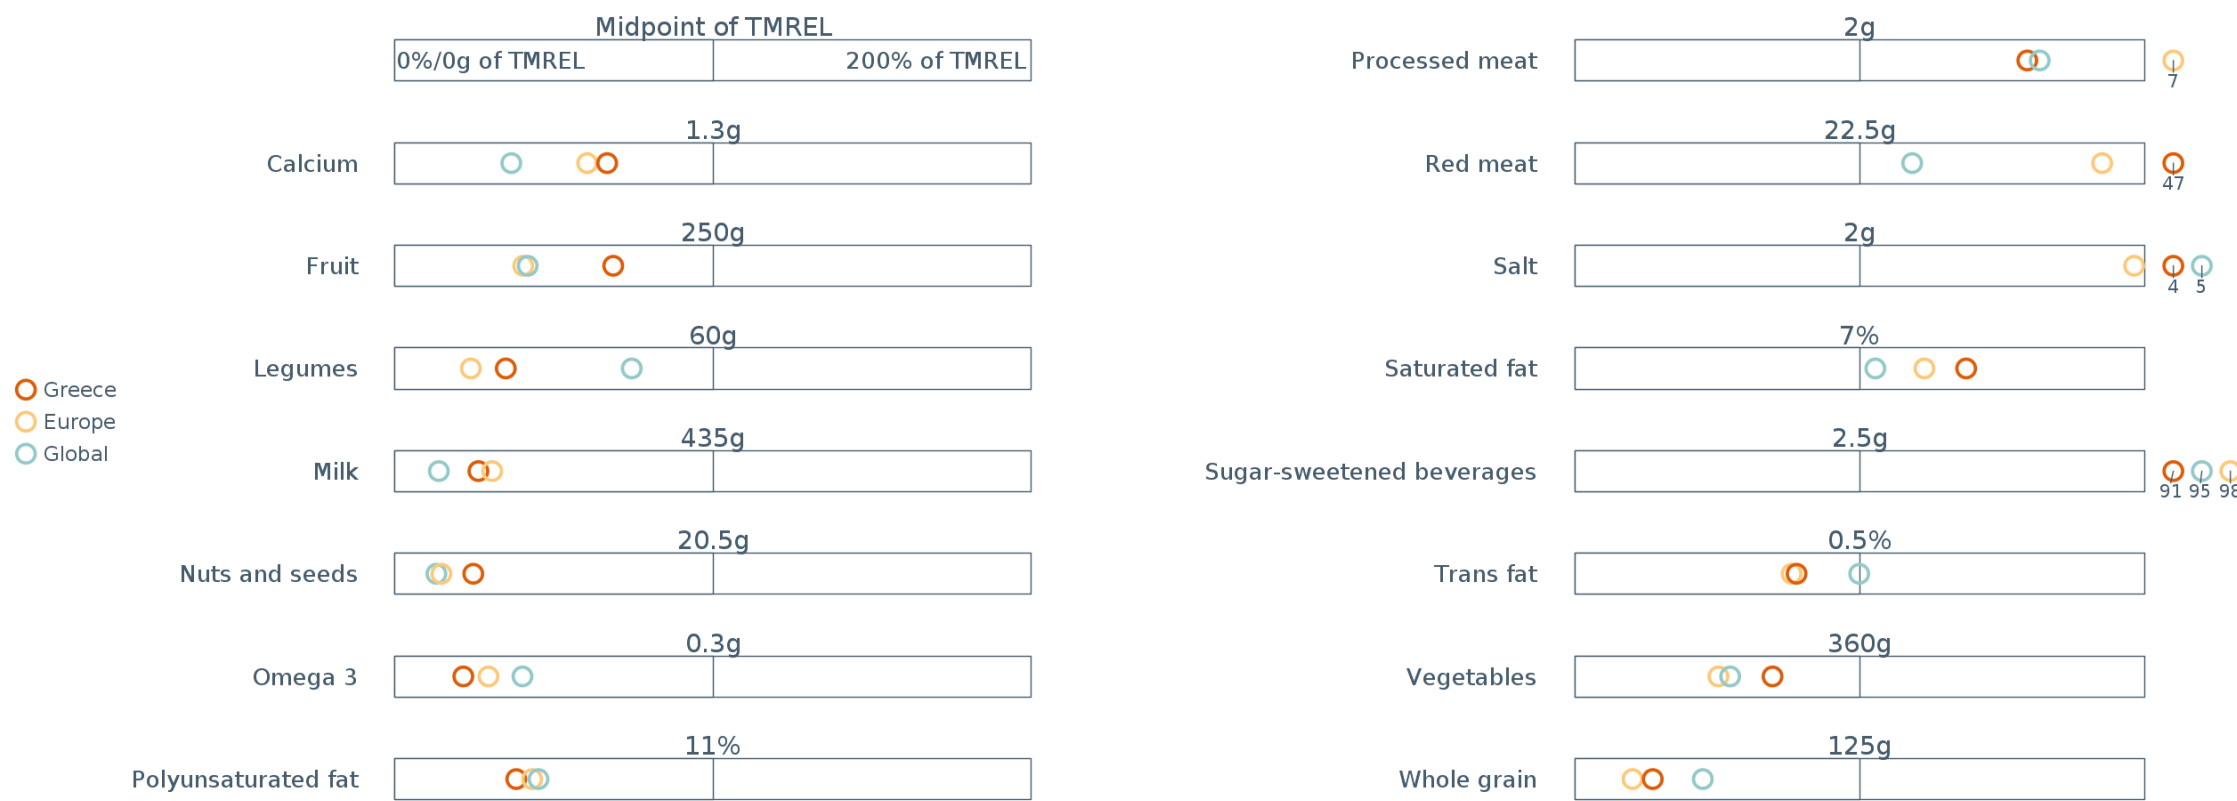 Midpoint of TMREL
0%/0g of TMREL
200% of TMREL
1.3g
Calcium
250g
Fruit
60g
Legumes
435g
Milk
20.5g
Nuts and seeds
0.3g
Omega 3
11%
Polyunsaturated fat
Greece
Europe
Global
2g
Processed meat
7
22.5g
Red meat
47
2g
Salt
4 5
7%
Saturated fat
2.5g
Sugar-sweetened beverages
91 95 98
0.5%
Trans fat
360g
Vegetables
125g
Whole grain